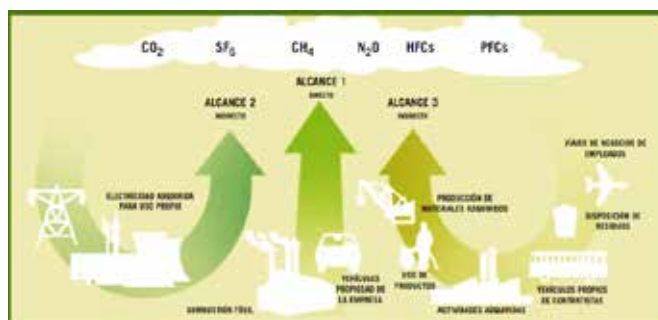 CO2 SF6 CH4 N2O HFCs PFCs
ALCANCE 1
DIRECTO
ALCANCE 2
INDIRECTO
ALCANCE 3
INDIRECTO
VIAJES DE NEGOCIOS DE
EMPLEADOS
ELECTRICIDAD ADQUIRIDA
PARA USO PROPIO
PRODUCCIÓN DE
MATERIALES ADQUIRIDOS
DISPOSICIÓN DE
RESIDUOS
VEHÍCULOS
PROPIEDAD DE
LA EMPRESA
USO DE
PRODUCTOS
VEHÍCULOS PROPIOS
DE CONTRATISTAS
COMBUSTIÓN FÓSIL
ACTIVIDADES